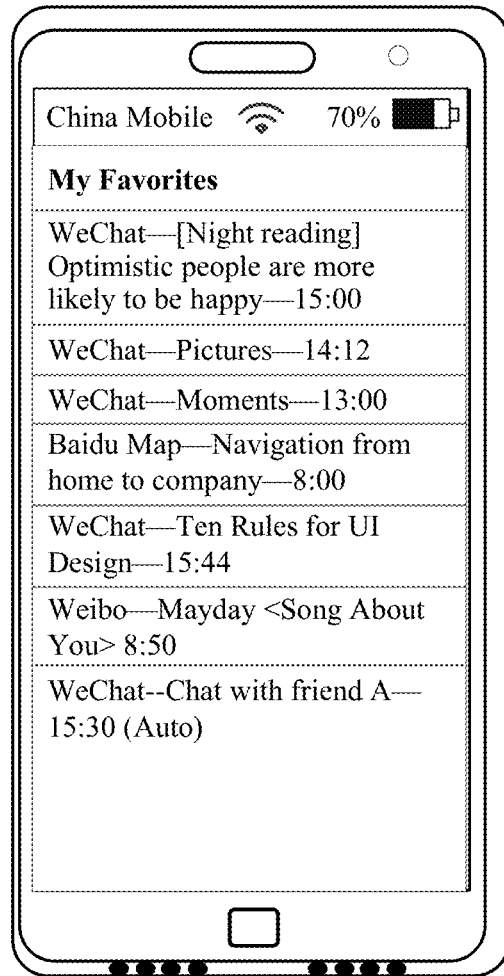 China Mobile 70%
My Favorites
WeChat—[Night reading]
Optimistic people are more
likely to be happy—15:00
WeChat—Pictures—14:12
WeChat—Moments—13:00
Baidu Map—Navigation from
home to company—8:00
WeChat—Ten Rules for UI
Design—15:44
Weibo—Mayday <Song About
You> 8:50
WeChat--Chat with friend A—
15:30 (Auto)